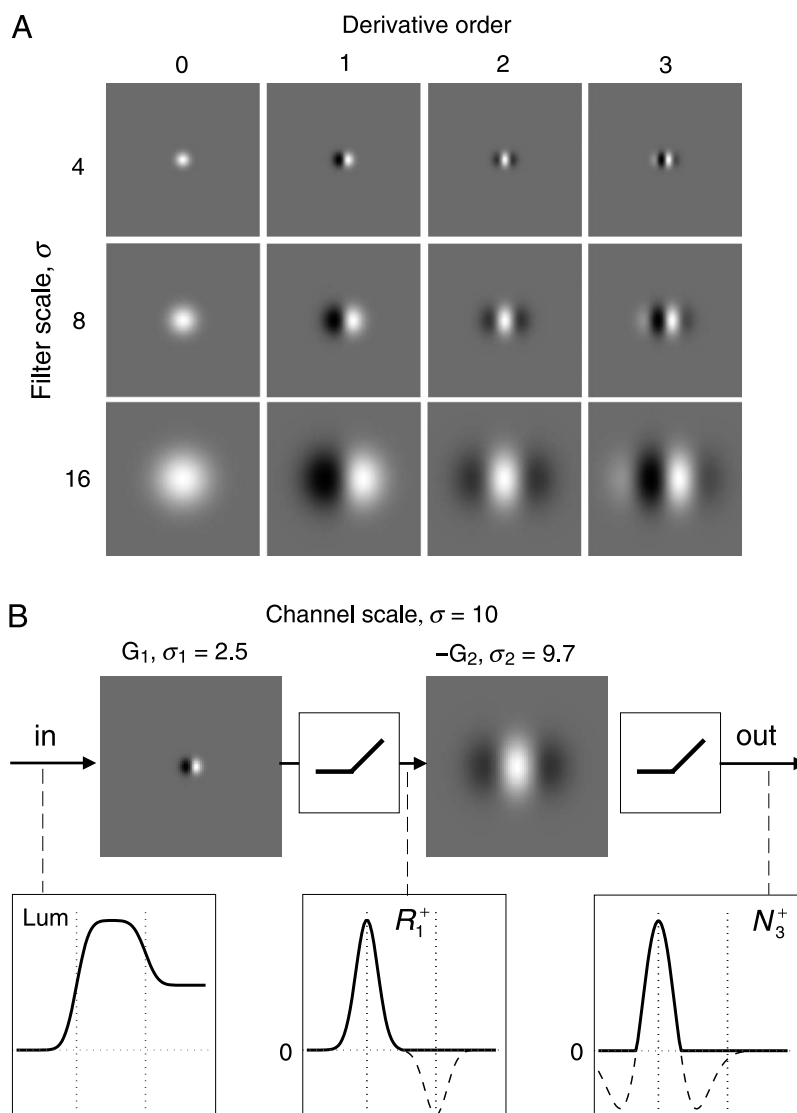 A
Derivative order
0 1 2 3
4
Filter scale, σ
8
16
B
Channel scale, σ = 10
G₁, σ₁ = 2.5
−G₂, σ₂ = 9.7
in
out
Lum
R₁⁺
0
N₃⁺
0